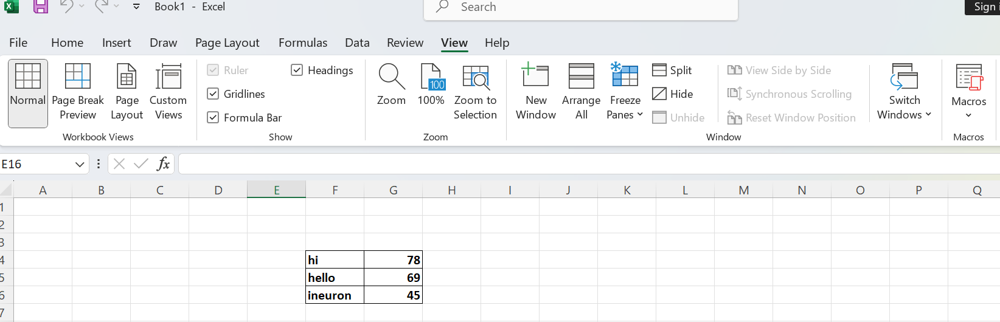 Book1 - Excel
Search
Sign i
File Home Insert Draw Page Layout Formulas Data Review View Help
Normal
Page Break Preview
Page Layout
Custom Views
Workbook Views
Ruler
Headings
Gridlines
Formula Bar
Show
Zoom
100
100%
Zoom to Selection
Zoom
New Window
Arrange All
Freeze Panes
Split
Hide
Unhide
View Side by Side
Synchronous Scrolling
Reset Window Position
Switch Windows
Window
Macros
Macros
E16
fx
A B C D E F G H I J K L M N O P Q
1
2
3
4 hi 78
5 hello 69
6 ineuron 45
7